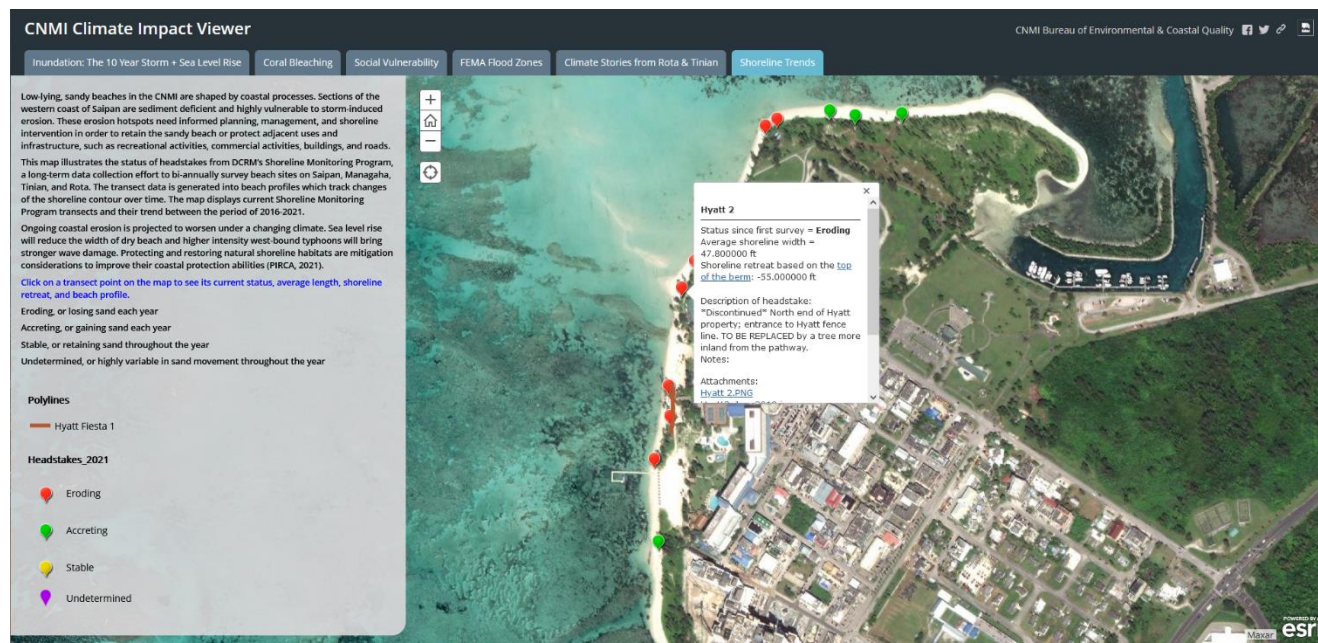 CNMI Climate Impact Viewer
CNMI Bureau of Environmental & Coastal Quality
Inundation: The 10 Year Storm + Sea Level Rise
Coral Bleaching
Social Vulnerability
FEMA Flood Zones
Climate Stories from Rota & Tinian
Shoreline Trends
Low-lying, sandy beaches in the CNMI are shaped by coastal processes. Sections of the
western coast of Saipan are sediment deficient and highly vulnerable to storm-induced
erosion. These erosion hotspots need informed planning, management, and shoreline
intervention in order to retain the sandy beach or protect adjacent uses and
infrastructure, such as recreational activities, commercial activities, buildings, and roads.
This map illustrates the status of headstakes from DCRM's Shoreline Monitoring Program,
a long-term data collection effort to bi-annually survey beach sites on Saipan, Managaha,
Tinian, and Rota. The transect data is generated into beach profiles which track changes
of the shoreline contour over time. The map displays current Shoreline Monitoring
Program transects and their trend between the period of 2016-2021.
Ongoing coastal erosion is projected to worsen under a changing climate. Sea level rise
will reduce the width of dry beach and higher intensity west-bound typhoons will bring
stronger wave damage. Protecting and restoring natural shoreline habitats are mitigation
considerations to improve their coastal protection abilities (PIRCA, 2021).
Click on a transect point on the map to see its current status, average length, shoreline
retreat, and beach profile.
Eroding, or losing sand each year
Accreting, or gaining sand each year
Stable, or retaining sand throughout the year
Undetermined, or highly variable in sand movement throughout the year
Polylines
Hyatt Fiesta 1
Headstakes_2021
Eroding
Accreting
Stable
Undetermined
Hyatt 2
Status since first survey = Eroding
Average shoreline width =
47.800000 ft
Shoreline retreat based on the top
of the berm: -55.000000 ft
Description of headstake:
*Discontinued* North end of Hyatt
property; entrance to Hyatt fence
line. TO BE REPLACED by a tree more
inland from the pathway.
Notes:
Attachments:
Hyatt 2.PNG
Maxar
POWERED BY
esri